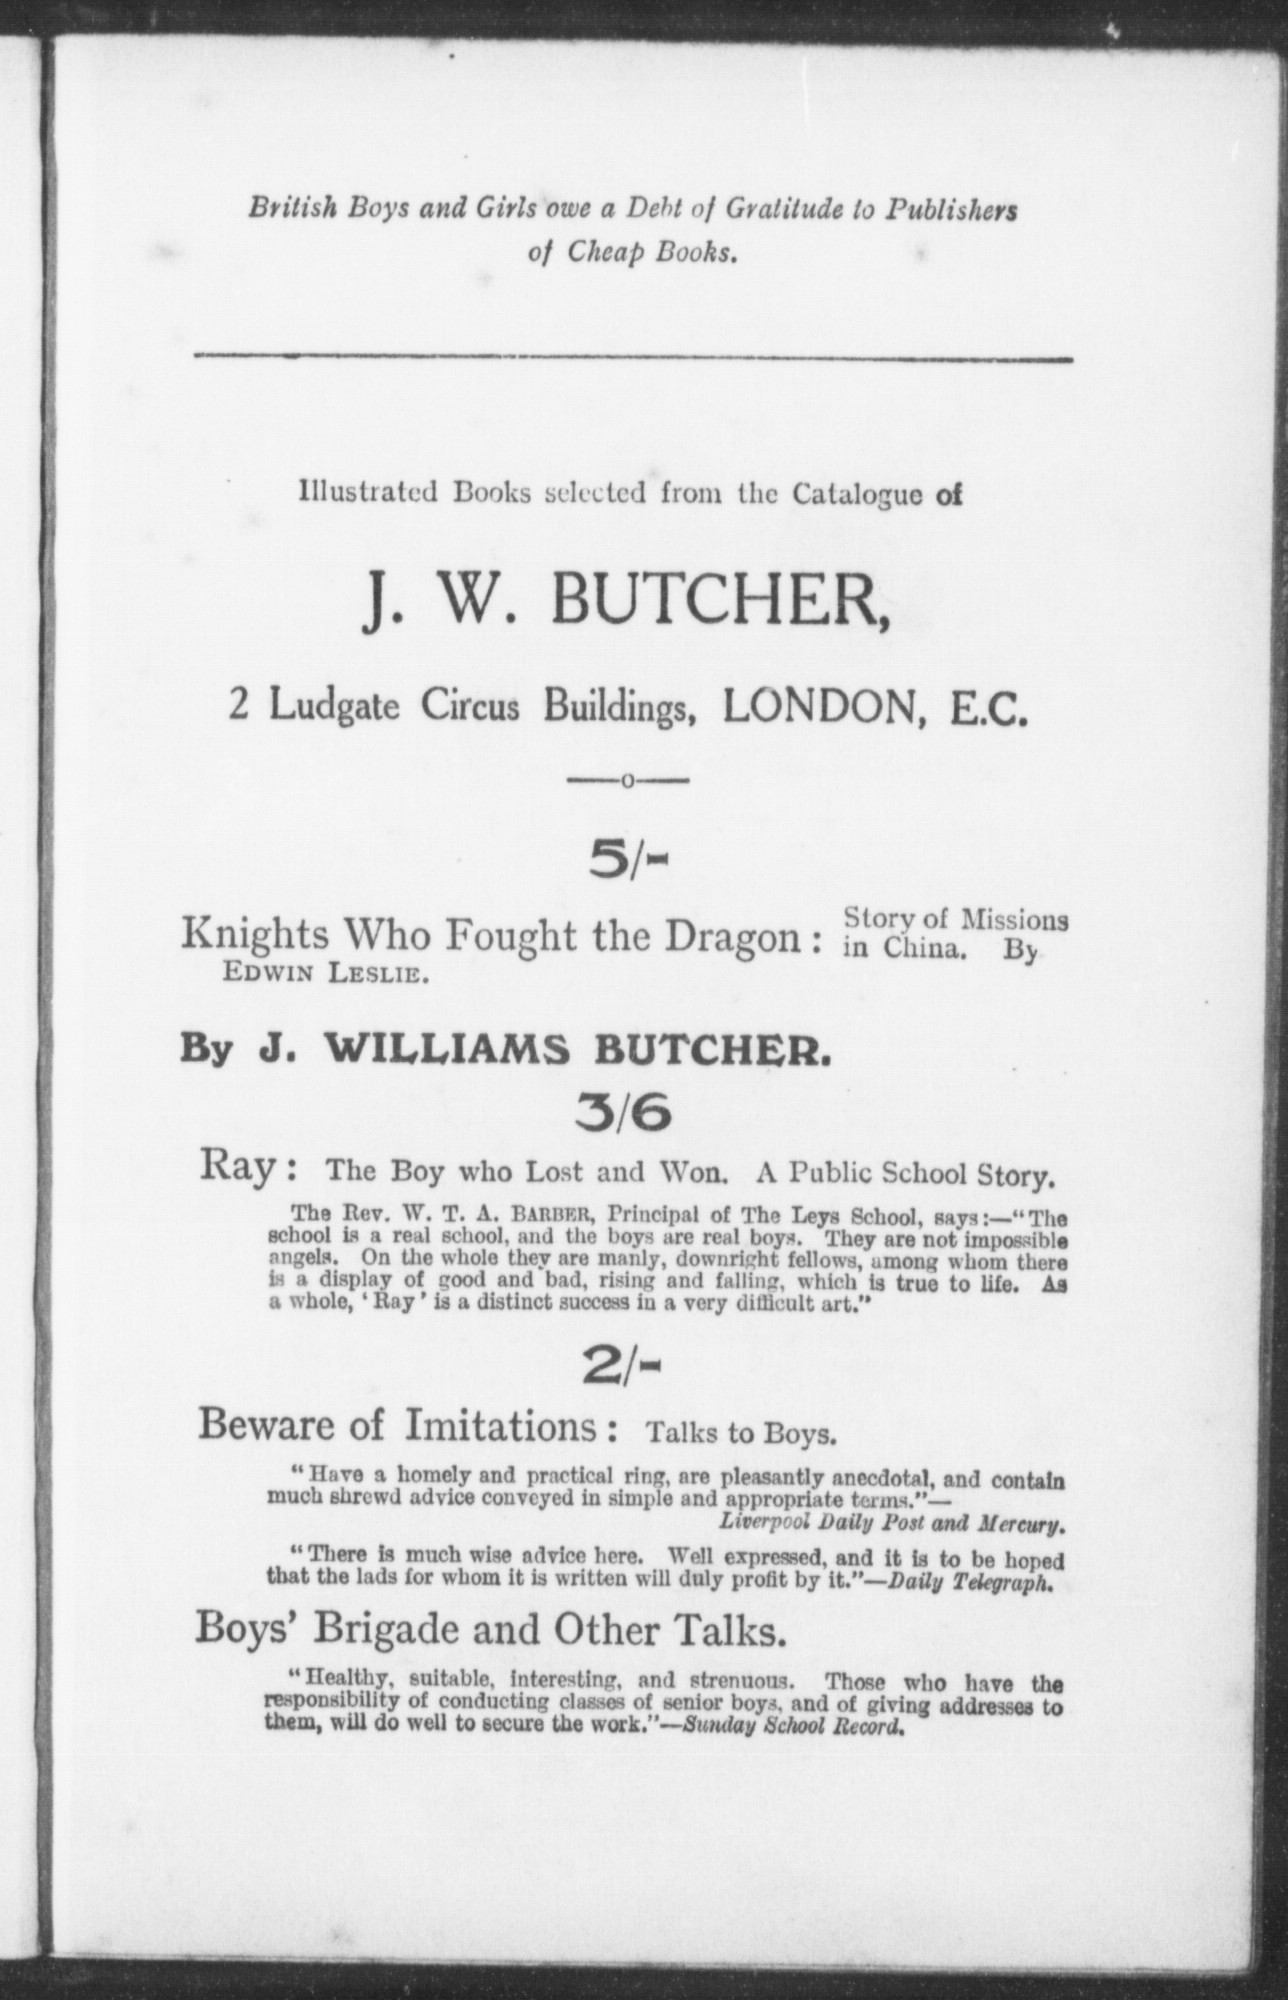 British Boys and Girls owe a Debt of Gratitude to Publishers
of Cheap Books.
Illustrated Books selected from the Catalogue of
J. W. BUTCHER,
2 Ludgate Circus Buildings, LONDON, E.C.
—o—
5/-
Knights Who Fought the Dragon: Story of Missions
in China. By
EDWIN LESLIE.
By J. WILLIAMS BUTCHER.
3/6
Ray: The Boy who Lost and Won. A Public School Story.
The Rev. W. T. A. BARBER, Principal of The Leys School, says:—"The
school is a real school, and the boys are real boys. They are not impossible
angels. On the whole they are manly, downright fellows, among whom there
is a display of good and bad, rising and falling, which is true to life. As
a whole, 'Ray' is a distinct success in a very difficult art."
2/-
Beware of Imitations: Talks to Boys.
"Have a homely and practical ring, are pleasantly anecdotal, and contain
much shrewd advice conveyed in simple and appropriate terms."—
Liverpool Daily Post and Mercury.
"There is much wise advice here. Well expressed, and it is to be hoped
that the lads for whom it is written will duly profit by it."—Daily Telegraph.
Boys' Brigade and Other Talks.
"Healthy, suitable, interesting, and strenuous. Those who have the
responsibility of conducting classes of senior boys, and of giving addresses to
them, will do well to secure the work."—Sunday School Record.